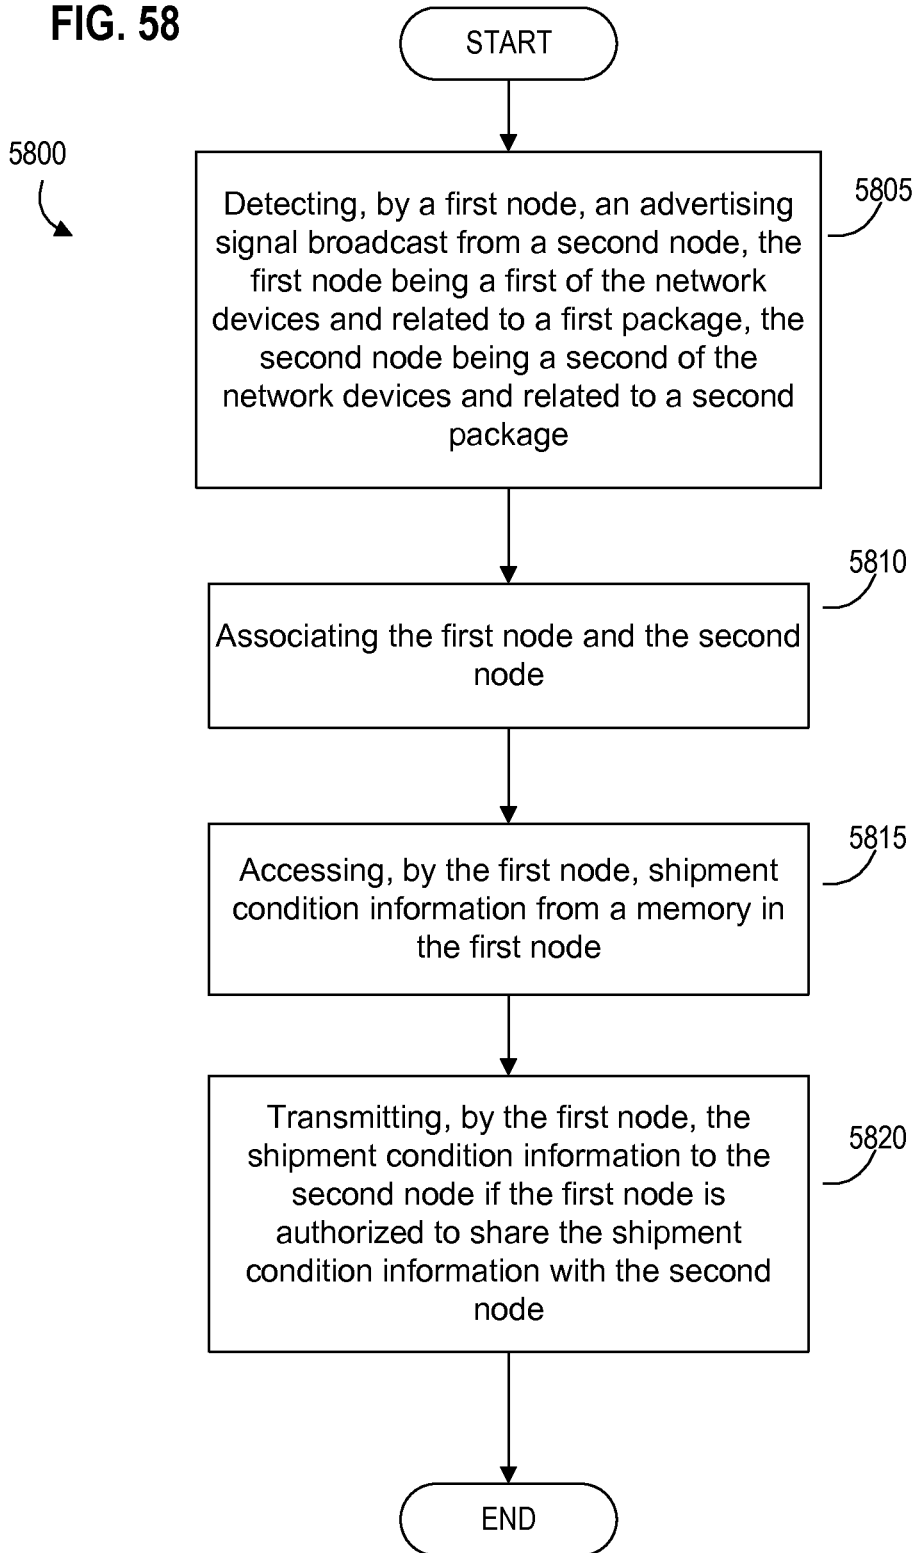 FIG. 58
START
5800
5805
Detecting, by a first node, an advertising
signal broadcast from a second node, the
first node being a first of the network
devices and related to a first package, the
second node being a second of the
network devices and related to a second
package
5810
Associating the first node and the second
node
5815
Accessing, by the first node, shipment
condition information from a memory in
the first node
5820
Transmitting, by the first node, the
shipment condition information to the
second node if the first node is
authorized to share the shipment
condition information with the second
node
END